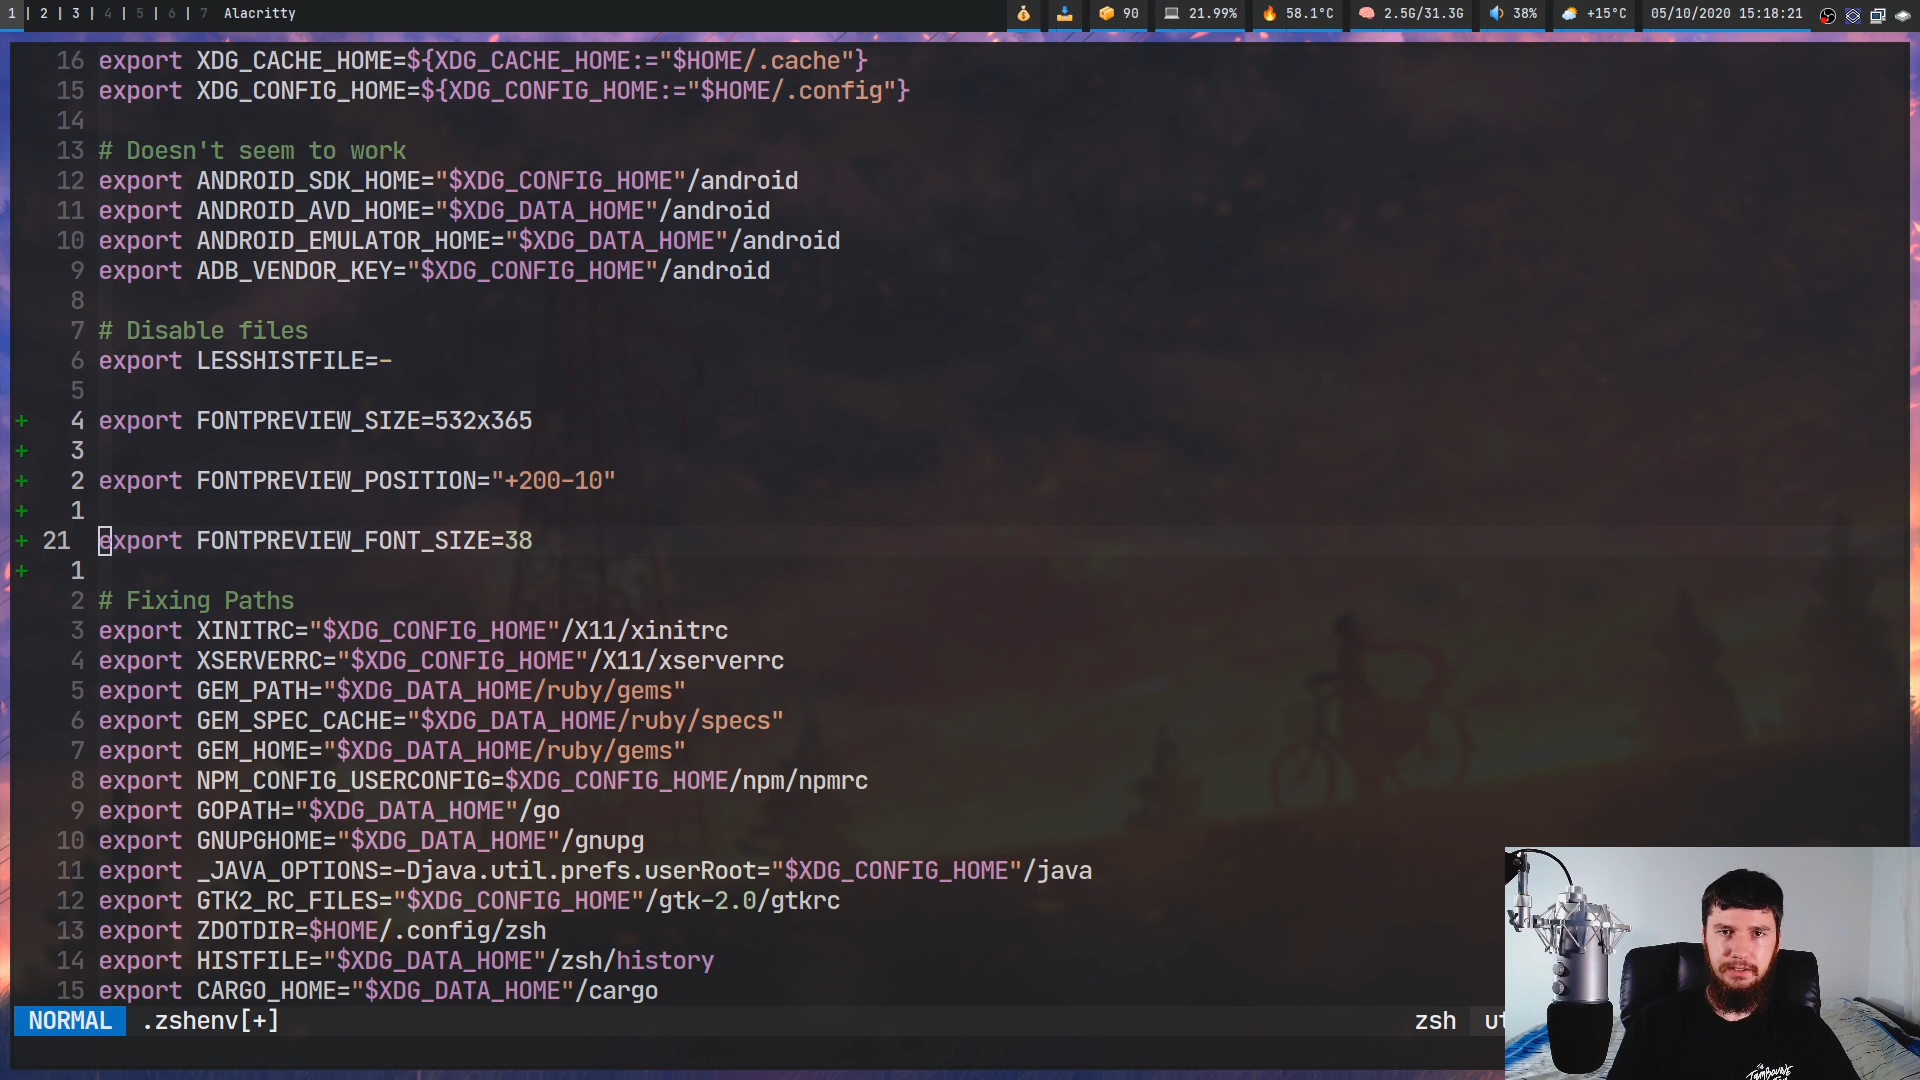 1 | 2 | 3 | 4 | 5 | 6 | 7 Alacritty 90 21.99% 58.1°C 2.5G/31.3G 38% +15°C 05/10/2020 15:18:21
16 export XDG_CACHE_HOME=${XDG_CACHE_HOME:="$HOME/.cache"}
15 export XDG_CONFIG_HOME=${XDG_CONFIG_HOME:="$HOME/.config"}
14
13 # Doesn't seem to work
12 export ANDROID_SDK_HOME="$XDG_CONFIG_HOME"/android
11 export ANDROID_AVD_HOME="$XDG_DATA_HOME"/android
10 export ANDROID_EMULATOR_HOME="$XDG_DATA_HOME"/android
9 export ADB_VENDOR_KEY="$XDG_CONFIG_HOME"/android
8
7 # Disable files
6 export LESSHISTFILE=-
5
+ 4 export FONTPREVIEW_SIZE=532x365
+ 3
+ 2 export FONTPREVIEW_POSITION="+200-10"
+ 1
+ 21 export FONTPREVIEW_FONT_SIZE=38
+ 1
2 # Fixing Paths
3 export XINITRC="$XDG_CONFIG_HOME"/X11/xinitrc
4 export XSERVERRC="$XDG_CONFIG_HOME"/X11/xserverrc
5 export GEM_PATH="$XDG_DATA_HOME/ruby/gems"
6 export GEM_SPEC_CACHE="$XDG_DATA_HOME/ruby/specs"
7 export GEM_HOME="$XDG_DATA_HOME/ruby/gems"
8 export NPM_CONFIG_USERCONFIG=$XDG_CONFIG_HOME/npm/npmrc
9 export GOPATH="$XDG_DATA_HOME"/go
10 export GNUPGHOME="$XDG_DATA_HOME"/gnupg
11 export _JAVA_OPTIONS=-Djava.util.prefs.userRoot="$XDG_CONFIG_HOME"/java
12 export GTK2_RC_FILES="$XDG_CONFIG_HOME"/gtk-2.0/gtkrc
13 export ZDOTDIR=$HOME/.config/zsh
14 export HISTFILE="$XDG_DATA_HOME"/zsh/history
15 export CARGO_HOME="$XDG_DATA_HOME"/cargo
NORMAL .zshenv[+] zsh